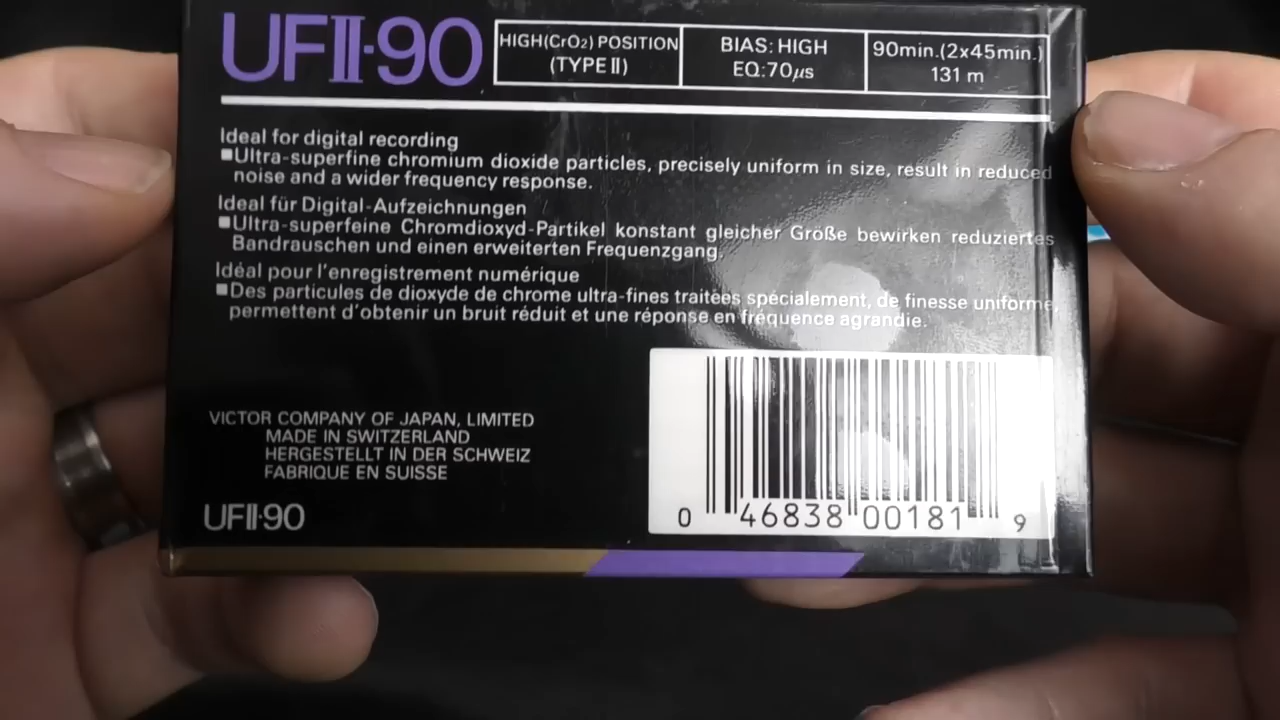 UFII·90
HIGH(CrO₂) POSITION
(TYPE II)
BIAS: HIGH
EQ:70μs
90min.(2x45min.)
131 m
Ideal for digital recording
■Ultra-superfine chromium dioxide particles, precisely uniform in size, result in reduced
noise and a wider frequency response.
Ideal für Digital-Aufzeichnungen
■Ultra-superfeine Chromdioxyd-Partikel konstant gleicher Größe bewirken reduziertes
Bandrauschen und einen erweiterten Frequenzgang.
Idéal pour l'enregistrement numérique
■Des particules de dioxyde de chrome ultra-fines traitées spécialement, de finesse uniforme,
permettent d'obtenir un bruit réduit et une réponse en fréquence agrandie.
VICTOR COMPANY OF JAPAN, LIMITED
MADE IN SWITZERLAND
HERGESTELLT IN DER SCHWEIZ
FABRIQUE EN SUISSE
UFII·90
0 46838 00181 9